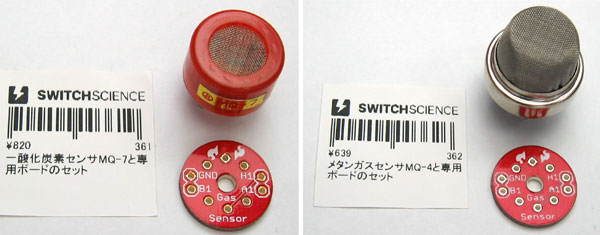 SWITCHSCIENCE
¥820 361
一酸化炭素センサMQ-7と専
用ボードのセット
GND H1
B1 A1
Gas
Sensor
SWITCHSCIENCE
¥639 362
メタンガスセンサMQ-4と専用
ボードのセット
GND H1
B1 A1
Gas
Sensor